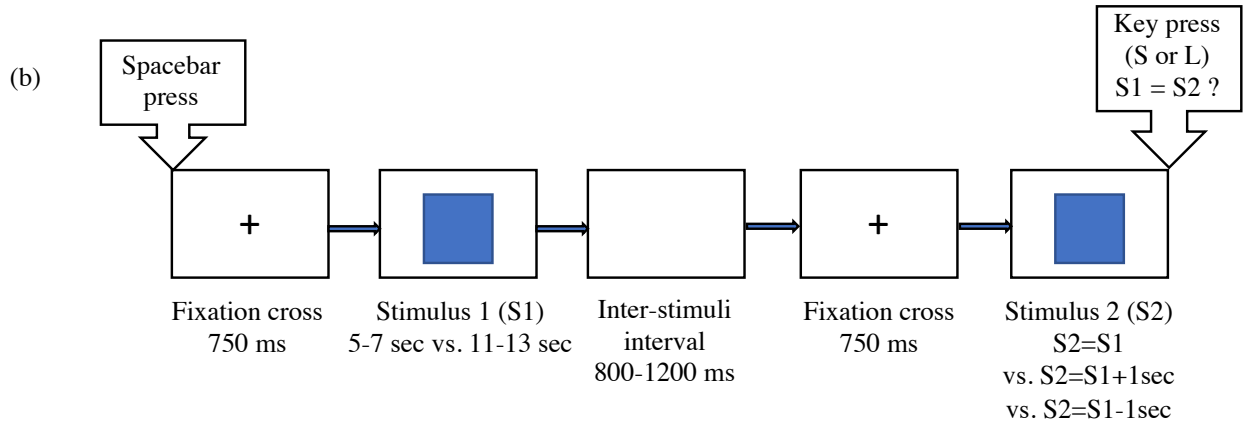 (b)
Spacebar
press
Key press
(S or L)
S1 = S2 ?
+
+
Fixation cross
750 ms
Stimulus 1 (S1)
5-7 sec vs. 11-13 sec
Inter-stimuli
interval
800-1200 ms
Fixation cross
750 ms
Stimulus 2 (S2)
S2=S1
vs. S2=S1+1sec
vs. S2=S1-1sec